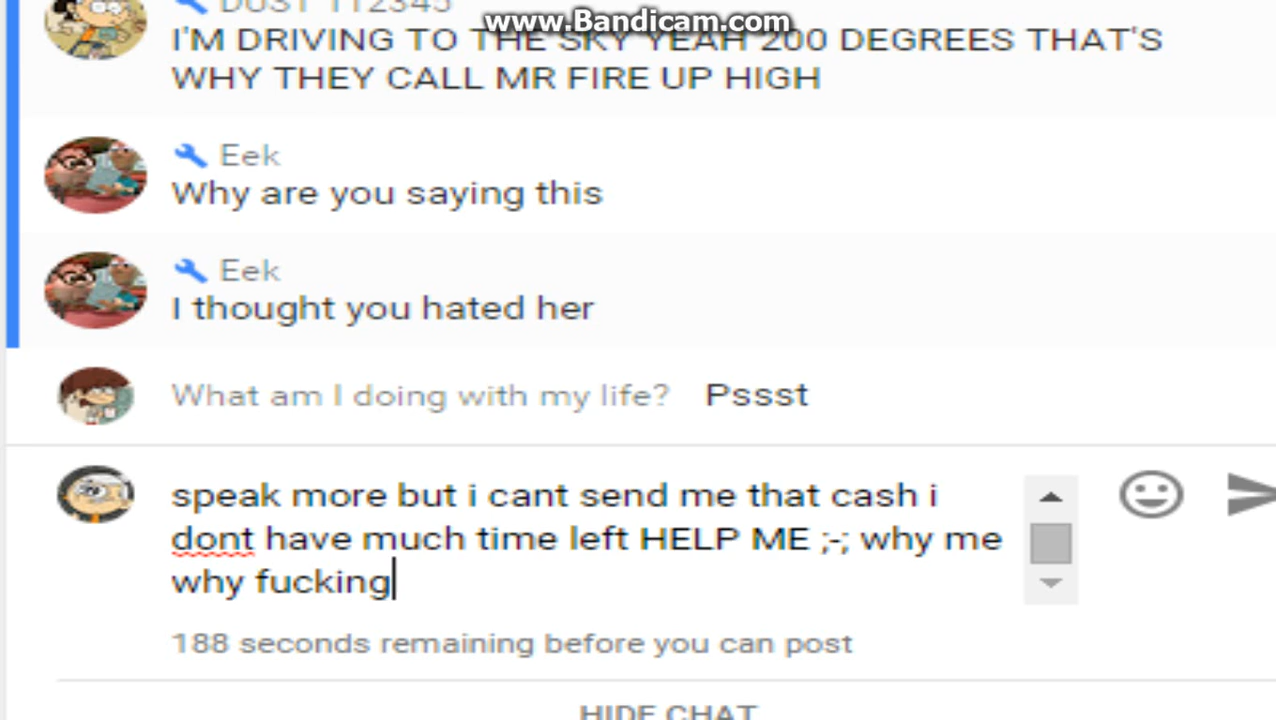 DUST 112345
www.Bandicam.com
I'M DRIVING TO THE SKY YEAH 200 DEGREES THAT'S
WHY THEY CALL MR FIRE UP HIGH
Eek
Why are you saying this
Eek
I thought you hated her
What am I doing with my life? Pssst
speak more but i cant send me that cash i
dont have much time left HELP ME ;-; why me
why fucking
188 seconds remaining before you can post
HIDE CHAT